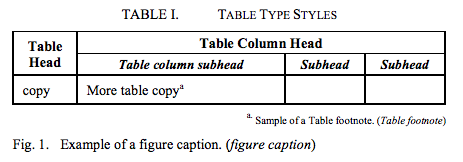 TABLE I. TABLE TYPE STYLES
Table Head
Table Column Head
Table column subhead Subhead Subhead
copy More table copyᵃ
a. Sample of a Table footnote. (Table footnote)
Fig. 1. Example of a figure caption. (figure caption)